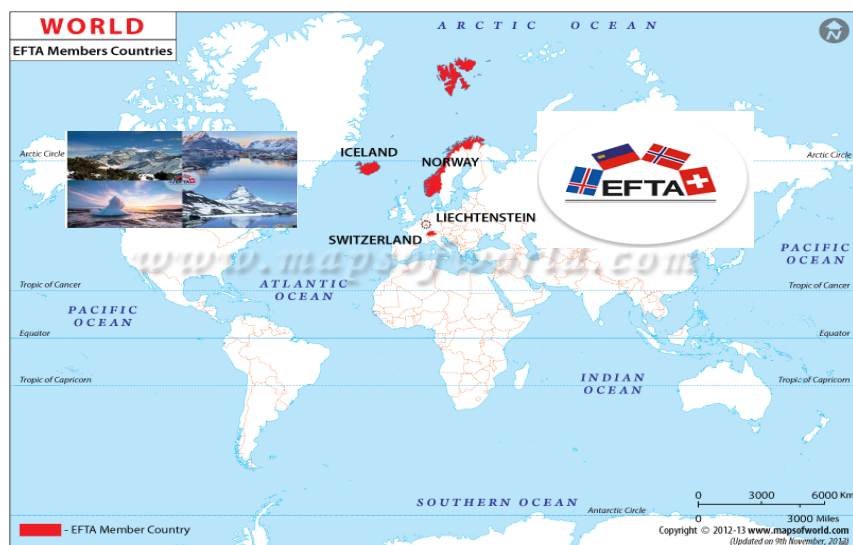 WORLD
EFTA Members Countries
ARCTIC OCEAN
N
Arctic Circle
ICELAND
NORWAY
EFTA
Arctic Circle
LIECHTENSTEIN
SWITZERLAND
www.mapsofworld.com
PACIFIC
OCEAN
Tropic of Cancer
ATLANTIC
OCEAN
Tropic of Cancer
PACIFIC
OCEAN
Equator
Equator
Tropic of Capricorn
INDIAN
OCEAN
Tropic of Capricorn
SOUTHERN OCEAN
Antarctic Circle
0 3000 6000 Km
0 3000 Miles
- EFTA Member Country
Copyright © 2012-13 www.mapsofworld.com
(Updated on 9th November, 2012)